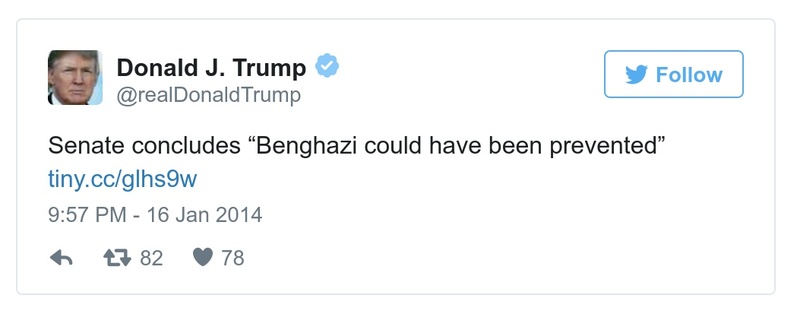 Donald J. Trump
@realDonaldTrump
Follow
Senate concludes “Benghazi could have been prevented”
tiny.cc/glhs9w
9:57 PM - 16 Jan 2014
82 78